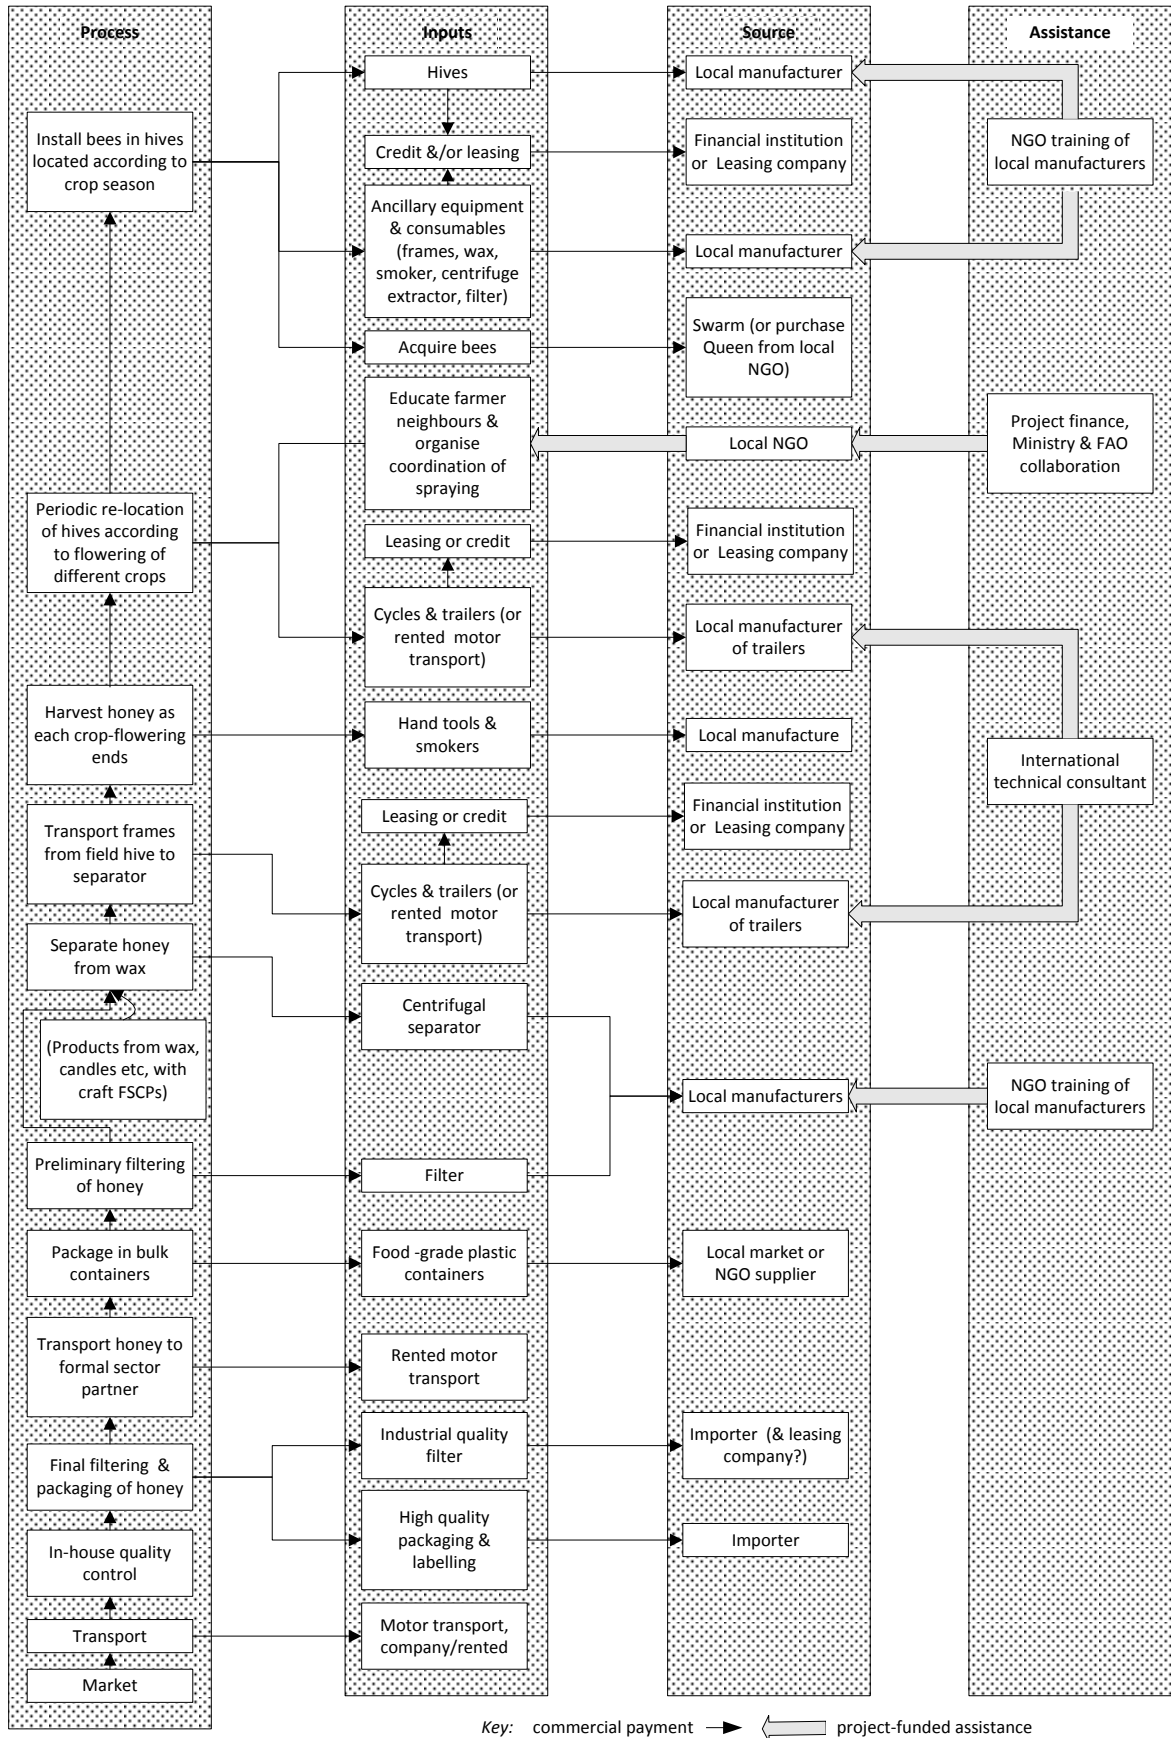 Process
Inputs
Source
Assistance
Install bees in hives
located according to
crop season
Periodic re-location
of hives according
to flowering of
different crops
Harvest honey as
each crop-flowering
ends
Transport frames
from field hive to
separator
Separate honey
from wax
(Products from wax,
candles etc, with
craft FSCPs)
Preliminary filtering
of honey
Package in bulk
containers
Transport honey to
formal sector
partner
Final filtering &
packaging of honey
In-house quality
control
Transport
Market
Hives
Credit &/or leasing
Ancillary equipment
& consumables
(frames, wax,
smoker, centrifuge
extractor, filter)
Acquire bees
Educate farmer
neighbours &
organise
coordination of
spraying
Leasing or credit
Cycles & trailers (or
rented motor
transport)
Hand tools &
smokers
Leasing or credit
Cycles & trailers (or
rented motor
transport)
Centrifugal
separator
Filter
Food -grade plastic
containers
Rented motor
transport
Industrial quality
filter
High quality
packaging &
labelling
Motor transport,
company/rented
Local manufacturer
Financial institution
or Leasing company
Local manufacturer
Swarm (or purchase
Queen from local
NGO)
Local NGO
Financial institution
or Leasing company
Local manufacturer
of trailers
Local manufacture
Financial institution
or Leasing company
Local manufacturer
of trailers
Local manufacturers
Local market or
NGO supplier
Importer (& leasing
company?)
Importer
NGO training of
local manufacturers
Project finance,
Ministry & FAO
collaboration
International
technical consultant
NGO training of
local manufacturers
Key: commercial payment project-funded assistance